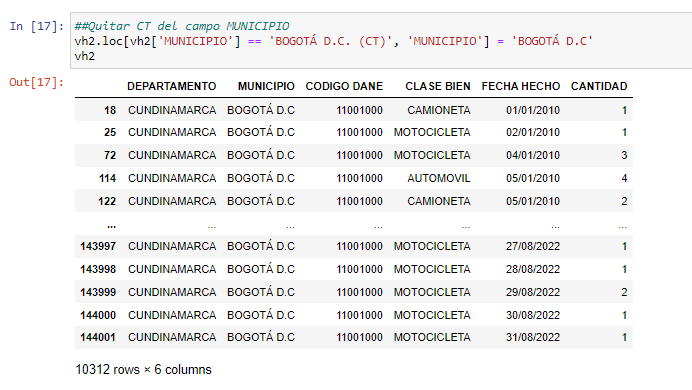 In [17]: ##Quitar CT del campo MUNICIPIO
vh2.loc[vh2['MUNICIPIO'] == 'BOGOTÁ D.C. (CT)', 'MUNICIPIO'] = 'BOGOTÁ D.C'
vh2
Out[17]:
DEPARTAMENTO MUNICIPIO CODIGO DANE CLASE BIEN FECHA HECHO CANTIDAD
18 CUNDINAMARCA BOGOTÁ D.C 11001000 CAMIONETA 01/01/2010 1
25 CUNDINAMARCA BOGOTÁ D.C 11001000 MOTOCICLETA 02/01/2010 1
72 CUNDINAMARCA BOGOTÁ D.C 11001000 MOTOCICLETA 04/01/2010 3
114 CUNDINAMARCA BOGOTÁ D.C 11001000 AUTOMOVIL 05/01/2010 4
122 CUNDINAMARCA BOGOTÁ D.C 11001000 CAMIONETA 05/01/2010 2
... ... ... ... ... ... ...
143997 CUNDINAMARCA BOGOTÁ D.C 11001000 MOTOCICLETA 27/08/2022 1
143998 CUNDINAMARCA BOGOTÁ D.C 11001000 MOTOCICLETA 28/08/2022 1
143999 CUNDINAMARCA BOGOTÁ D.C 11001000 MOTOCICLETA 29/08/2022 2
144000 CUNDINAMARCA BOGOTÁ D.C 11001000 MOTOCICLETA 30/08/2022 1
144001 CUNDINAMARCA BOGOTÁ D.C 11001000 MOTOCICLETA 31/08/2022 1
10312 rows × 6 columns